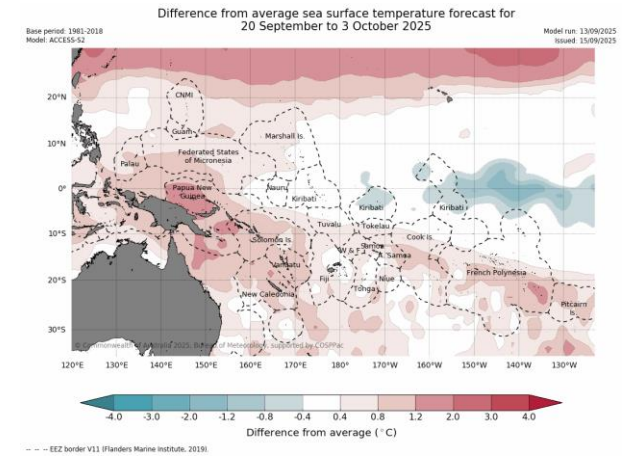 Difference from average sea surface temperature forecast for
20 September to 3 October 2025
Base period: 1981-2018
Model: ACCESS-S2
Model run: 13/09/2025
Issued: 15/09/2025
20°N
10°N
0°
10°S
20°S
30°S
CNMI
Guam
Marshall Is.
Federated States
of Micronesia
Palau
Papua New
Guinea
Nauru
Kiribati
Kiribati
Kiribati
Tuvalu
Tokelau
Solomon Is.
Cook Is.
W & F
Samoa
A. Samoa
Vanuatu
Fiji
Niue
French Polynesia
Tonga
New Caledonia
Pitcairn
Is.
© Commonwealth of Australia 2025, Bureau of Meteorology, supported by COSPPac
120°E 130°E 140°E 150°E 160°E 170°E 180° 170°W 160°W 150°W 140°W 130°W
-4.0 -3.0 -2.0 -1.2 -0.8 -0.4 0.4 0.8 1.2 2.0 3.0 4.0
Difference from average (°C)
-- -- EEZ border V11 (Flanders Marine Institute, 2019).